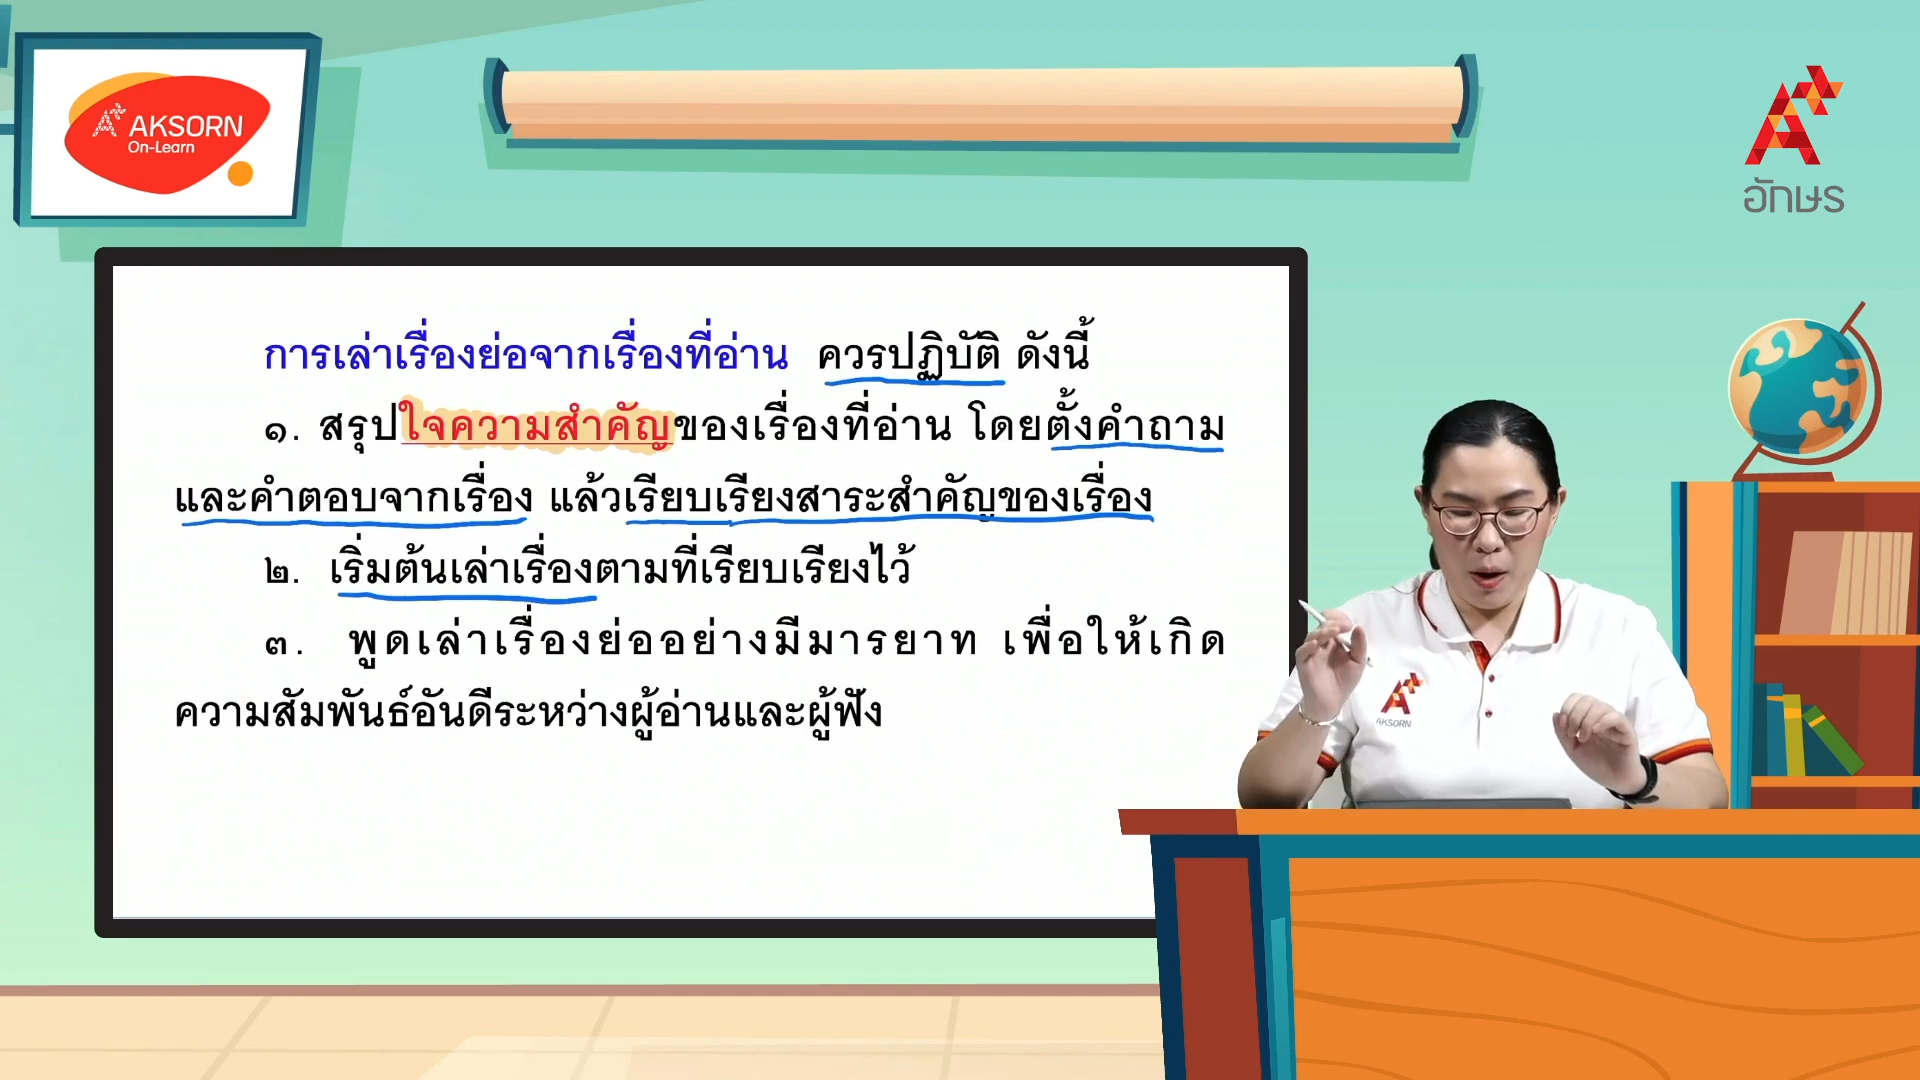 AKSORN
On-Learn
อักษร
การเล่าเรื่องย่อจากเรื่องที่อ่าน ควรปฏิบัติ ดังนี้
๑. สรุปใจความสำคัญของเรื่องที่อ่าน โดยตั้งคำถาม
และคำตอบจากเรื่อง แล้วเรียบเรียงสาระสำคัญของเรื่อง
๒. เริ่มต้นเล่าเรื่องตามที่เรียบเรียงไว้
๓. พูดเล่าเรื่องย่ออย่างมีมารยาท เพื่อให้เกิด
ความสัมพันธ์อันดีระหว่างผู้อ่านและผู้ฟัง
AKSORN